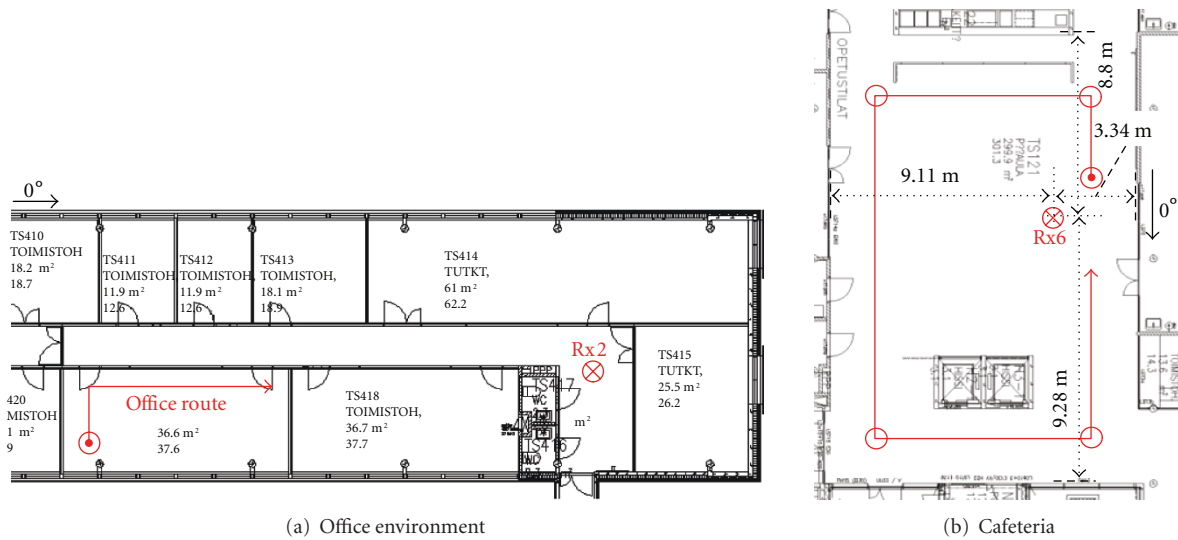 0°
TS410
TOIMISTOH
18.2 m²
18.7
TS411
TOIMISTOH,
11.9 m²
12.6
TS412
TOIMISTOH,
11.9 m²
12.6
TS413
TOIMISTOH,
18.1 m²
18.9
TS414
TUTKT,
61 m²
62.2
Rx2
TS415
TUTKT,
25.5 m²
26.2
420
MISTOH
1 m²
9
Office route
36.6 m²
37.6
TS418
TOIMISTOH,
36.7 m²
37.7
TS417
WC
TS416
WC
m²
(a) Office environment
OPETUSTILAT
8.8 m
TS121
P???AULA
299.9 m²
301.3
3.34 m
9.11 m
0°
Rx6
9.28 m
(b) Cafeteria